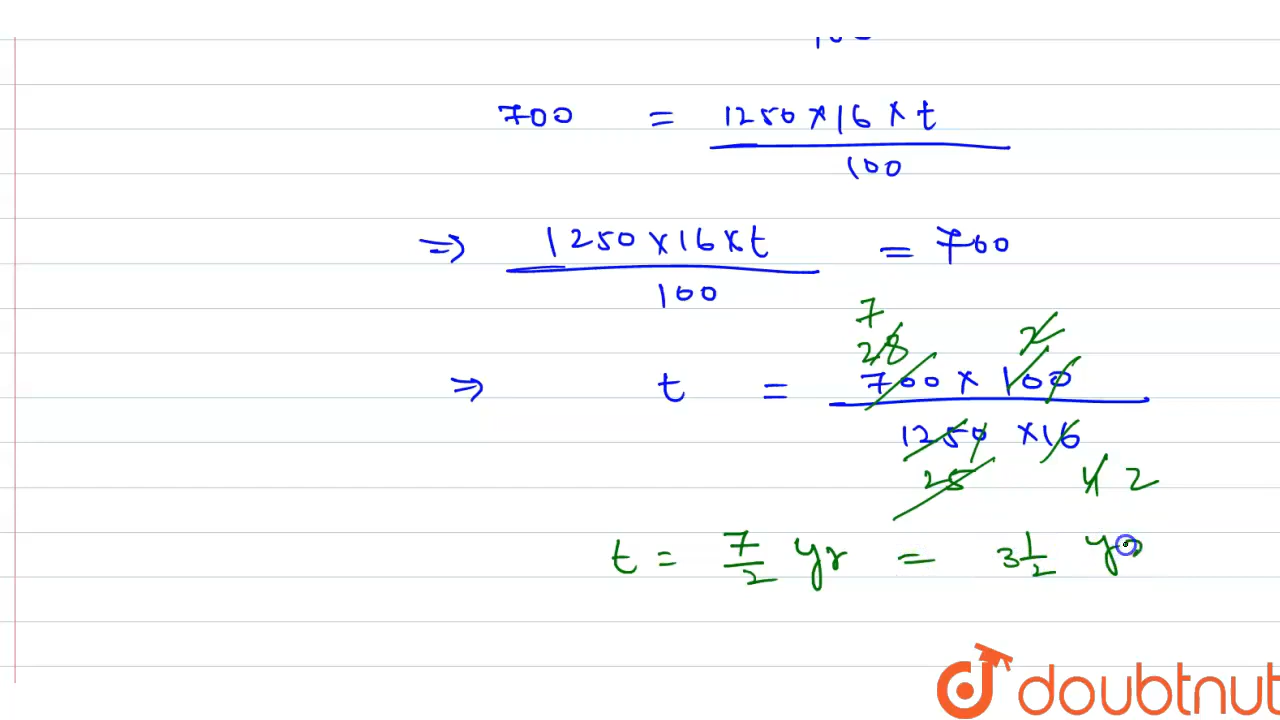 100
700 = 1250 × 16 × t
100
⇒ 1250 × 16 × t = 700
100
7
28 2
⇒ t = 700 × 100
1250 × 16
25 4 2
t = 7/2 yr = 3 1/2 yr
doubtnut